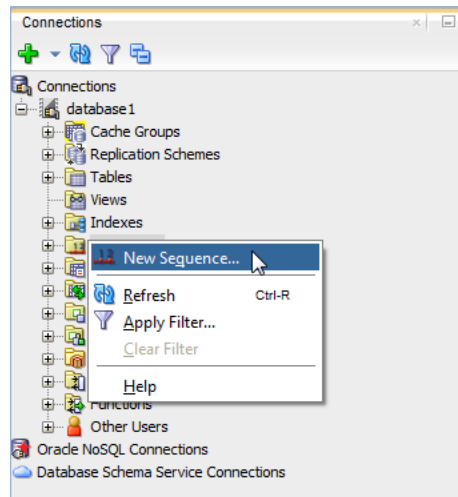 Connections
Connections
database1
Cache Groups
Replication Schemes
Tables
Views
Indexes
New Sequence...
Refresh Ctrl-R
Apply Filter...
Clear Filter
Help
Functions
Other Users
Oracle NoSQL Connections
Database Schema Service Connections